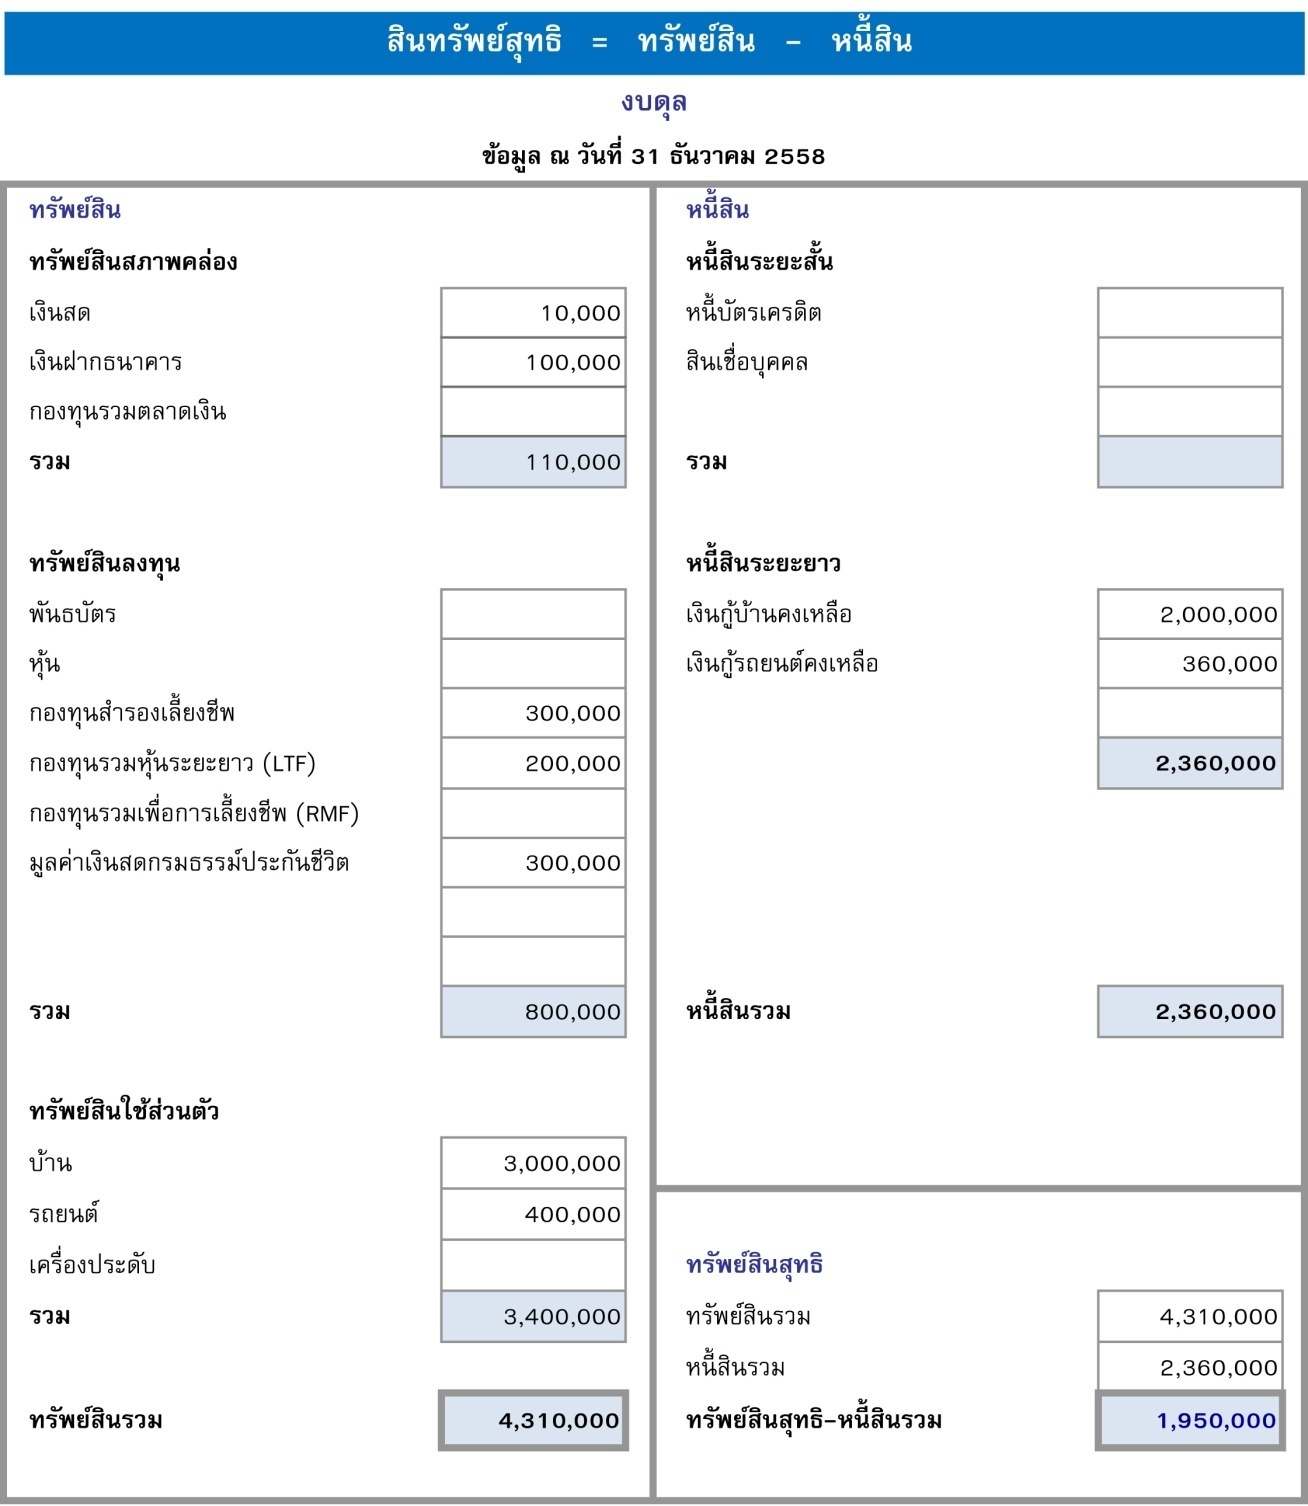 สินทรัพย์สุทธิ = ทรัพย์สิน - หนี้สิน
งบดุล
ข้อมูล ณ วันที่ 31 ธันวาคม 2558
ทรัพย์สิน
ทรัพย์สินสภาพคล่อง
เงินสด 10,000
เงินฝากธนาคาร 100,000
กองทุนรวมตลาดเงิน
รวม 110,000
ทรัพย์สินลงทุน
พันธบัตร
หุ้น
กองทุนสำรองเลี้ยงชีพ 300,000
กองทุนรวมหุ้นระยะยาว (LTF) 200,000
กองทุนรวมเพื่อการเลี้ยงชีพ (RMF)
มูลค่าเงินสดกรมธรรม์ประกันชีวิต 300,000
รวม 800,000
ทรัพย์สินใช้ส่วนตัว
บ้าน 3,000,000
รถยนต์ 400,000
เครื่องประดับ
รวม 3,400,000
ทรัพย์สินรวม 4,310,000
หนี้สิน
หนี้สินระยะสั้น
หนี้บัตรเครดิต
สินเชื่อบุคคล
รวม
หนี้สินระยะยาว
เงินกู้บ้านคงเหลือ 2,000,000
เงินกู้รถยนต์คงเหลือ 360,000
2,360,000
หนี้สินรวม 2,360,000
ทรัพย์สินสุทธิ
ทรัพย์สินรวม 4,310,000
หนี้สินรวม 2,360,000
ทรัพย์สินสุทธิ-หนี้สินรวม 1,950,000